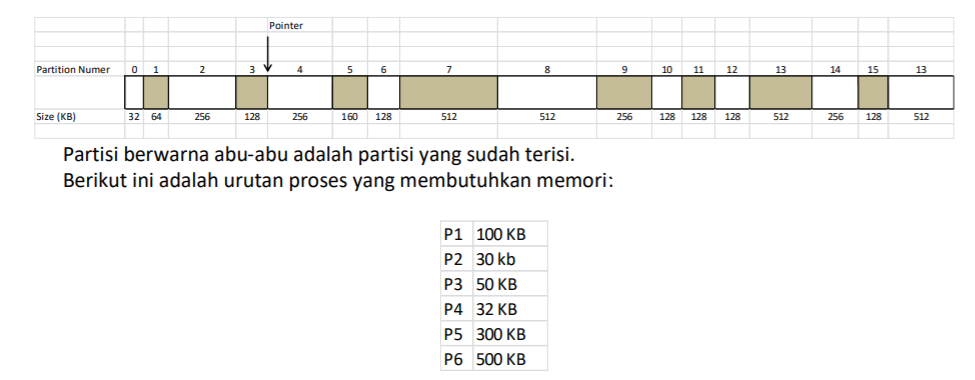 Pointer
Partition Numer 0 1 2 3 4 5 6 7 8 9 10 11 12 13 14 15 13
Size (KB) 32 64 256 128 256 160 128 512 512 256 128 128 128 512 256 128 512
Partisi berwarna abu-abu adalah partisi yang sudah terisi.
Berikut ini adalah urutan proses yang membutuhkan memori:
P1 100 KB
P2 30 kb
P3 50 KB
P4 32 KB
P5 300 KB
P6 500 KB